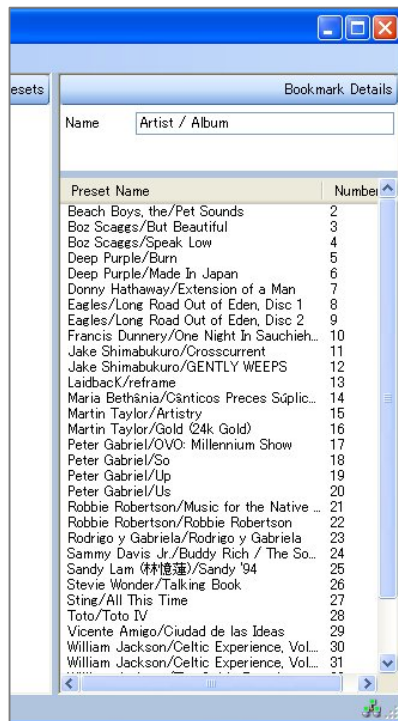 esets
Bookmark Details
Name Artist / Album
Preset Name Number
Beach Boys, the/Pet Sounds 2
Boz Scaggs/But Beautiful 3
Boz Scaggs/Speak Low 4
Deep Purple/Burn 5
Deep Purple/Made In Japan 6
Donny Hathaway/Extension of a Man 7
Eagles/Long Road Out of Eden, Disc 1 8
Eagles/Long Road Out of Eden, Disc 2 9
Francis Dunnery/One Night In Sauchieh... 10
Jake Shimabukuro/Crosscurrent 11
Jake Shimabukuro/GENTLY WEEPS 12
LaidbacK/reframe 13
Maria Bethânia/Cânticos Preces Súplic... 14
Martin Taylor/Artistry 15
Martin Taylor/Gold (24k Gold) 16
Peter Gabriel/OVO: Millennium Show 17
Peter Gabriel/So 18
Peter Gabriel/Up 19
Peter Gabriel/Us 20
Robbie Robertson/Music for the Native ... 21
Robbie Robertson/Robbie Robertson 22
Rodrigo y Gabriela/Rodrigo y Gabriela 23
Sammy Davis Jr./Buddy Rich / The So... 24
Sandy Lam (林憶蓮)/Sandy '94 25
Stevie Wonder/Talking Book 26
Sting/All This Time 27
Toto/Toto IV 28
Vicente Amigo/Ciudad de las Ideas 29
William Jackson/Celtic Experience, Vol... 30
William Jackson/Celtic Experience, Vol... 31